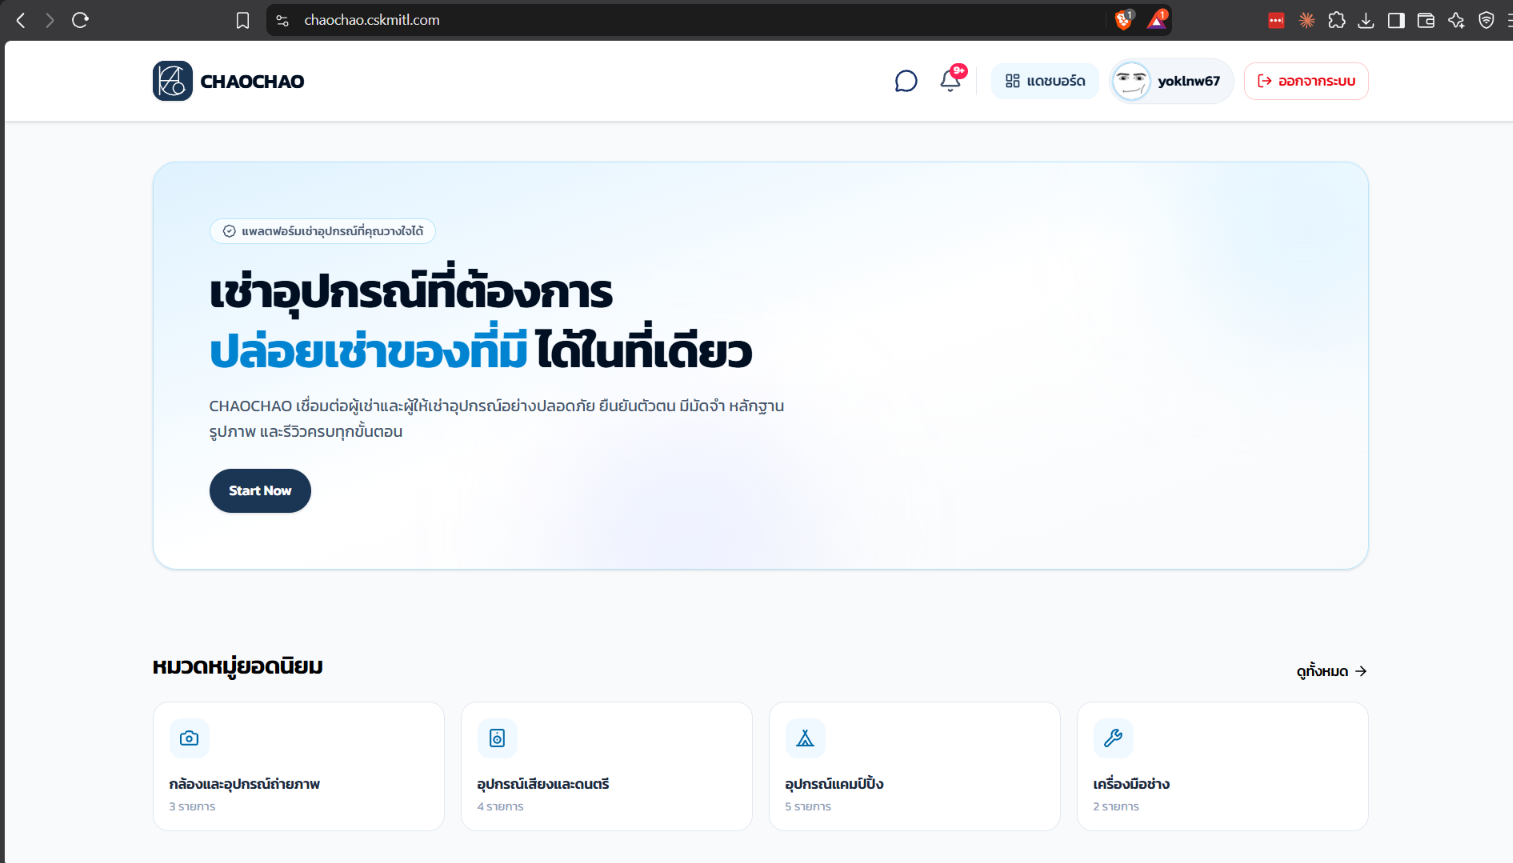 chaochao.cskmitl.com
1
1
CHAOCHAO
9+
แดชบอร์ด
yoklnw67
ออกจากระบบ
แพลตฟอร์มเช่าอุปกรณ์ที่คุณวางใจได้
เช่าอุปกรณ์ที่ต้องการ
ปล่อยเช่าของที่มี ได้ในที่เดียว
CHAOCHAO เชื่อมต่อผู้เช่าและผู้ให้เช่าอุปกรณ์อย่างปลอดภัย ยืนยันตัวตน มีมัดจำ หลักฐาน
รูปภาพ และรีวิวครบทุกขั้นตอน
Start Now
หมวดหมู่ยอดนิยม
ดูทั้งหมด →
กล้องและอุปกรณ์ถ่ายภาพ
3 รายการ
อุปกรณ์เสียงและดนตรี
4 รายการ
อุปกรณ์แคมป์ปิ้ง
5 รายการ
เครื่องมือช่าง
2 รายการ